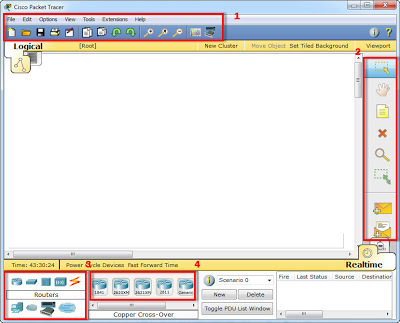 Cisco Packet Tracer
File Edit Options View Tools Extensions Help
1
Logical [Root] New Cluster Move Object Set Tiled Background Viewport
2
Time: 43:30:24 Power Cycle Devices Fast Forward Time Realtime
3 4
Scenario 0 Fire Last Status Source Destination
1841 2620XM 2621XM 2811 Generic
Routers New Delete
Copper Cross-Over Toggle PDU List Window